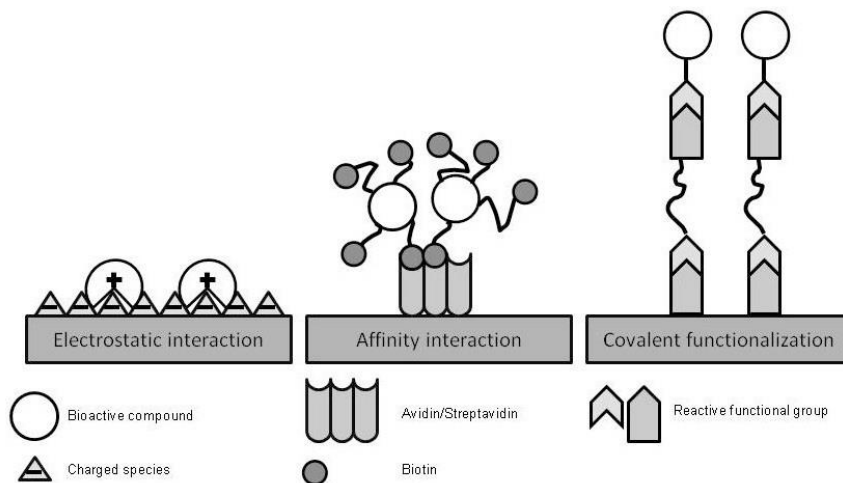 Electrostatic interaction
Affinity interaction
Covalent functionalization
Bioactive compound
Avidin/Streptavidin
Reactive functional group
Charged species
Biotin